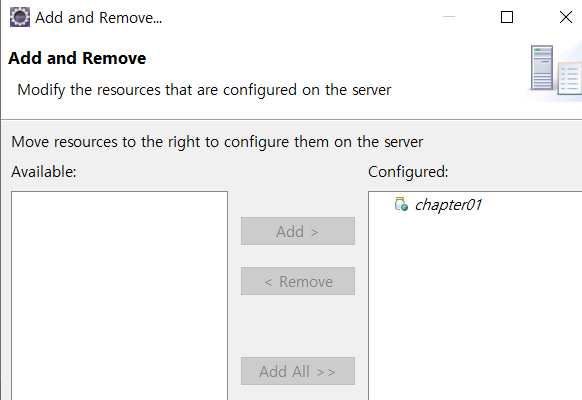 Add and Remove...
Add and Remove
Modify the resources that are configured on the server
Move resources to the right to configure them on the server
Available:
Configured:
chapter01
Add >
< Remove
Add All >>